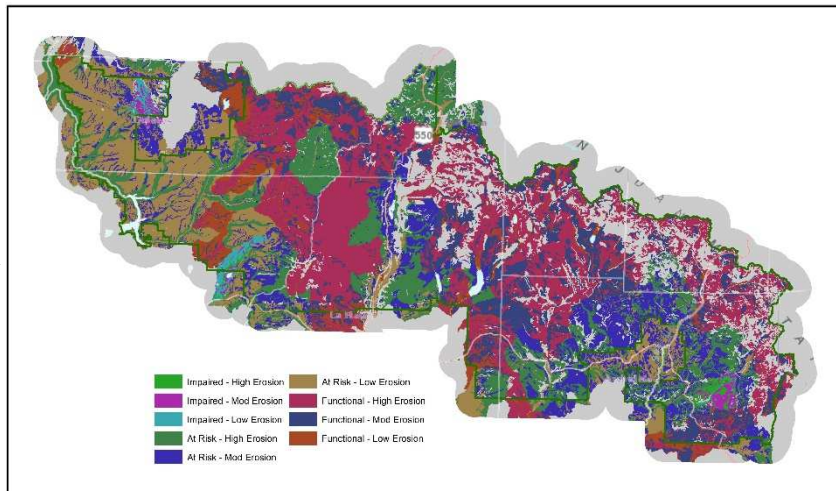 550
N JUAN
Impaired - High Erosion
Impaired - Mod Erosion
Impaired - Low Erosion
At Risk - High Erosion
At Risk - Mod Erosion
At Risk - Low Erosion
Functional - High Erosion
Functional - Mod Erosion
Functional - Low Erosion